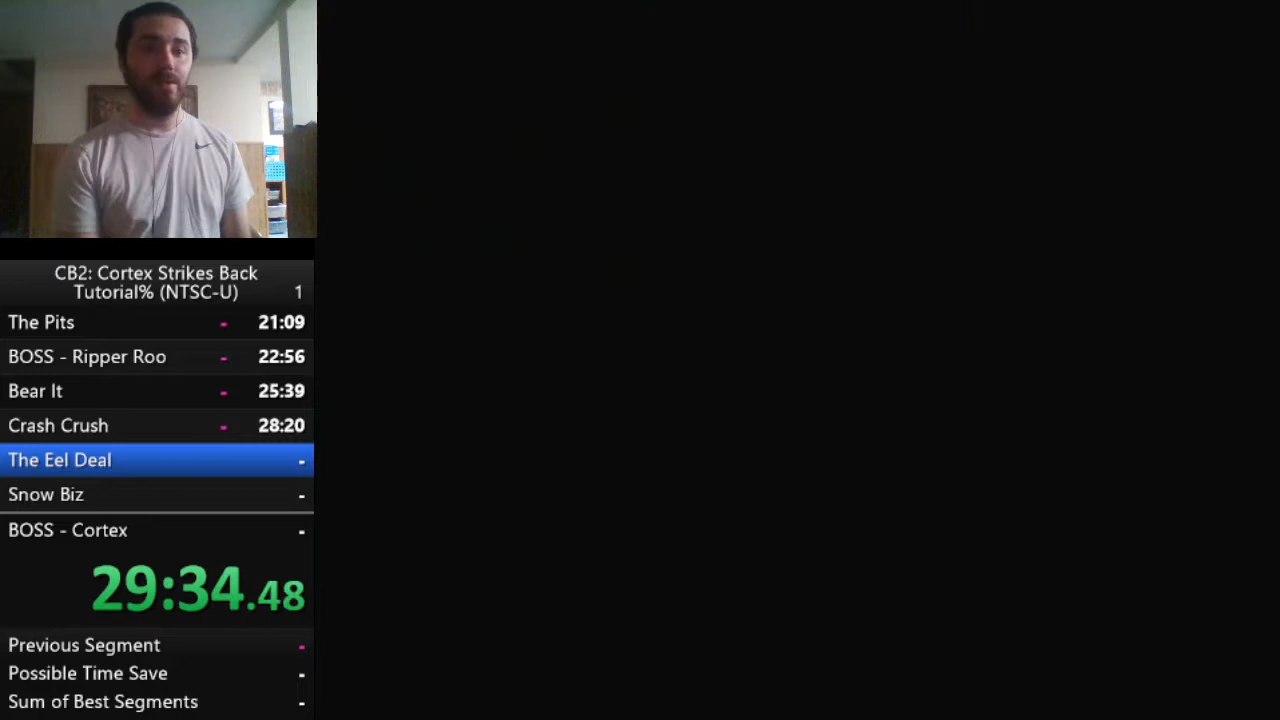 CB2: Cortex Strikes Back
Tutorial% (NTSC-U) 1
The Pits - 21:09
BOSS - Ripper Roo - 22:56
Bear It - 25:39
Crash Crush - 28:20
The Eel Deal -
Snow Biz -
BOSS - Cortex -
29:34.48
Previous Segment -
Possible Time Save -
Sum of Best Segments -